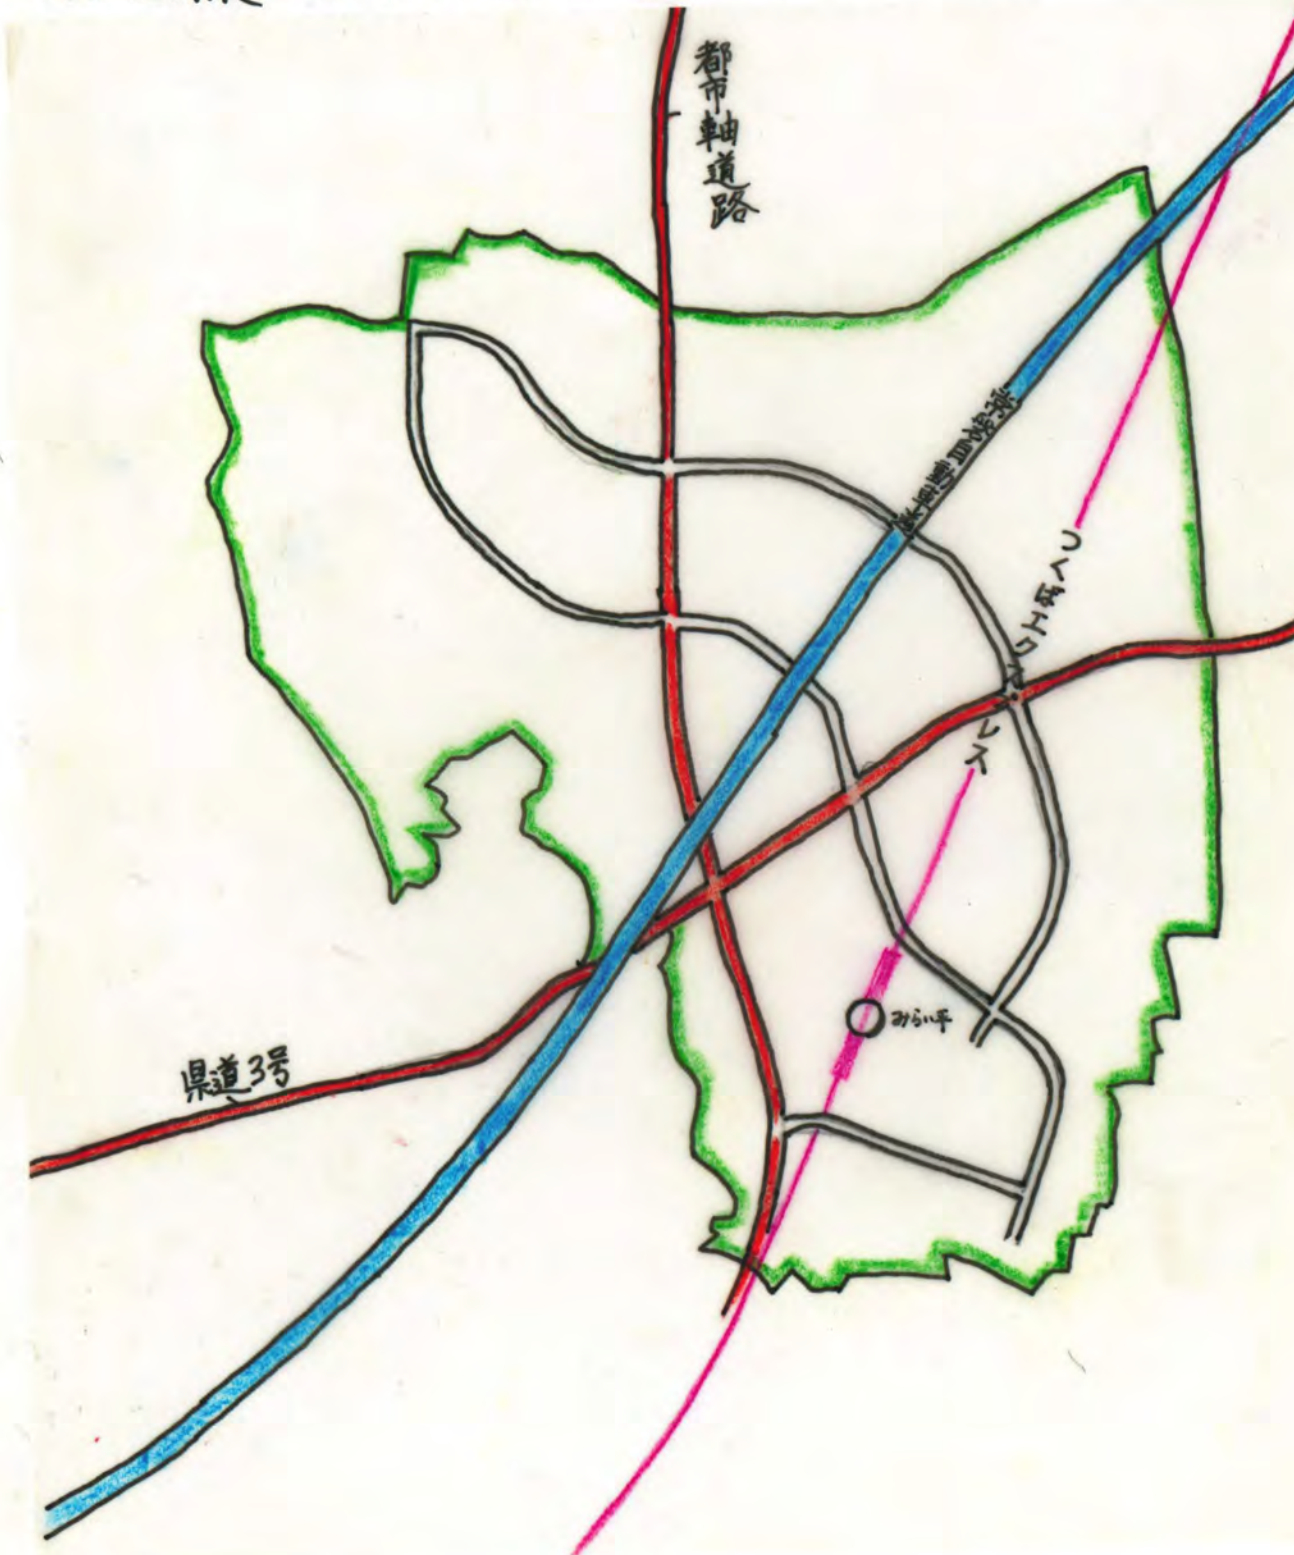 都市軸道路
常磐自動車道
つくばエクスプレス
みらい平
県道3号